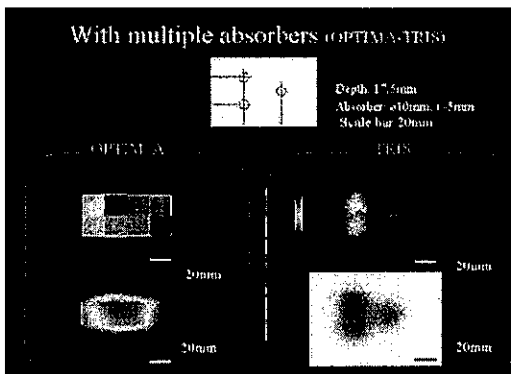 With multiple absorbers (OPTIMA-TRIS)
Depth: 17.5mm
Absorber: ø10mm, t=5mm
Scale bar: 20mm
OPTIMA
TRIS
20mm
20mm
20mm
20mm